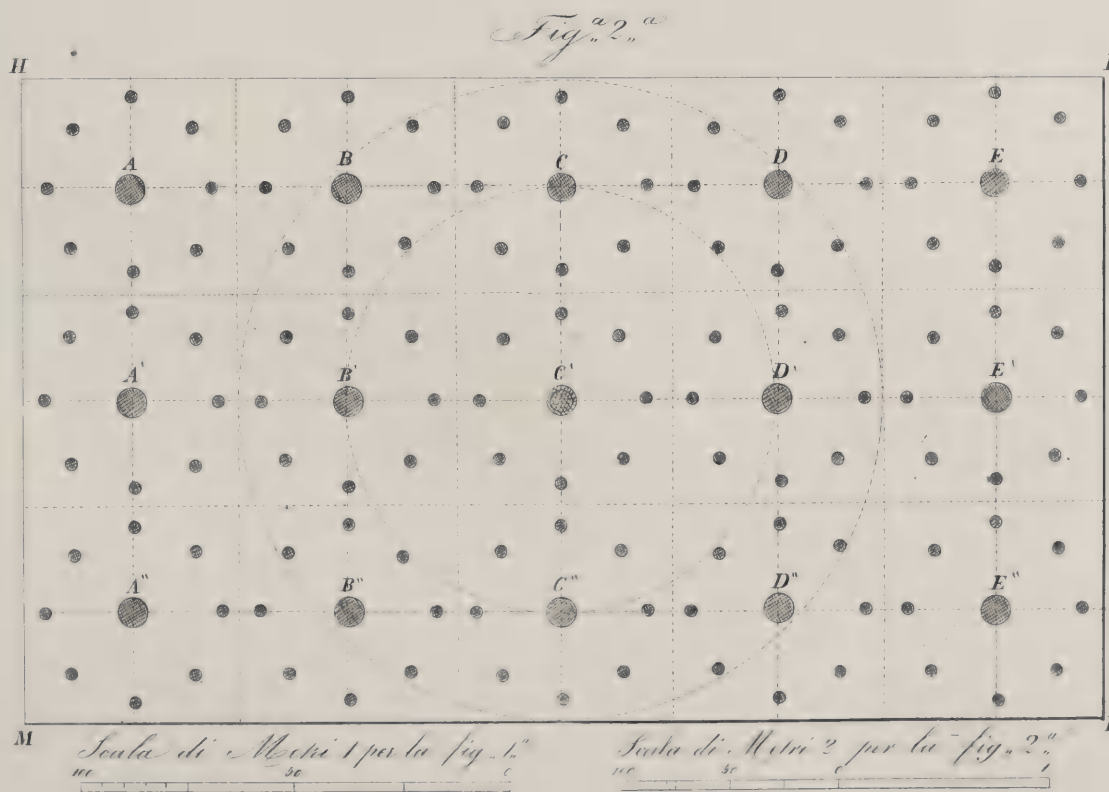 Fig.ª 2.ª
H
A B C D E
A' B' C' D' E'
A" B" C" D" E"
M
Scala di Metri 1 per la fig. 1.ª
Scala di Metri 2 per la fig. 2.ª
100 50 0
100 50 0 1